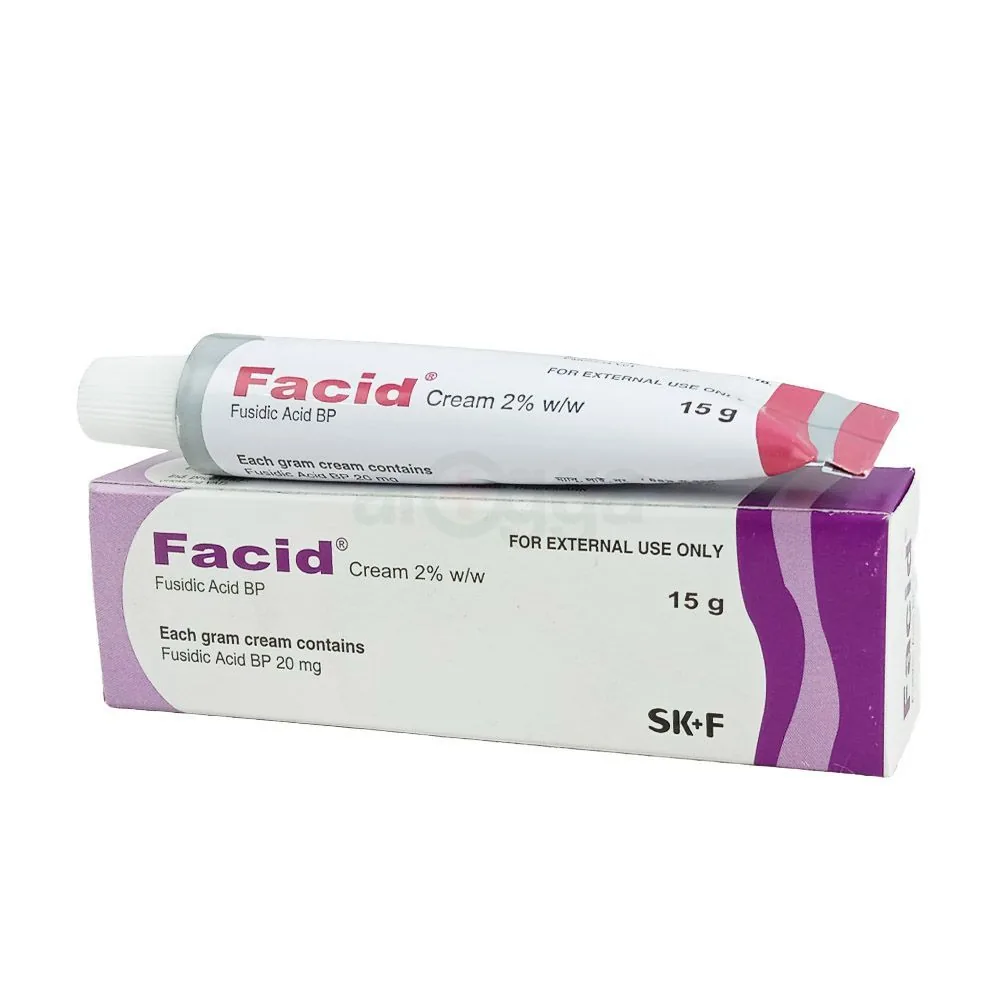 FOR EXTERNAL USE ONLY
Facid® Cream 2% w/w
15 g
Fusidic Acid BP
Each gram cream contains
Fusidic Acid BP 20 mg
arogga
Facid® Cream 2% w/w
FOR EXTERNAL USE ONLY
Fusidic Acid BP
15 g
Each gram cream contains
Fusidic Acid BP 20 mg
SK+F
Facid